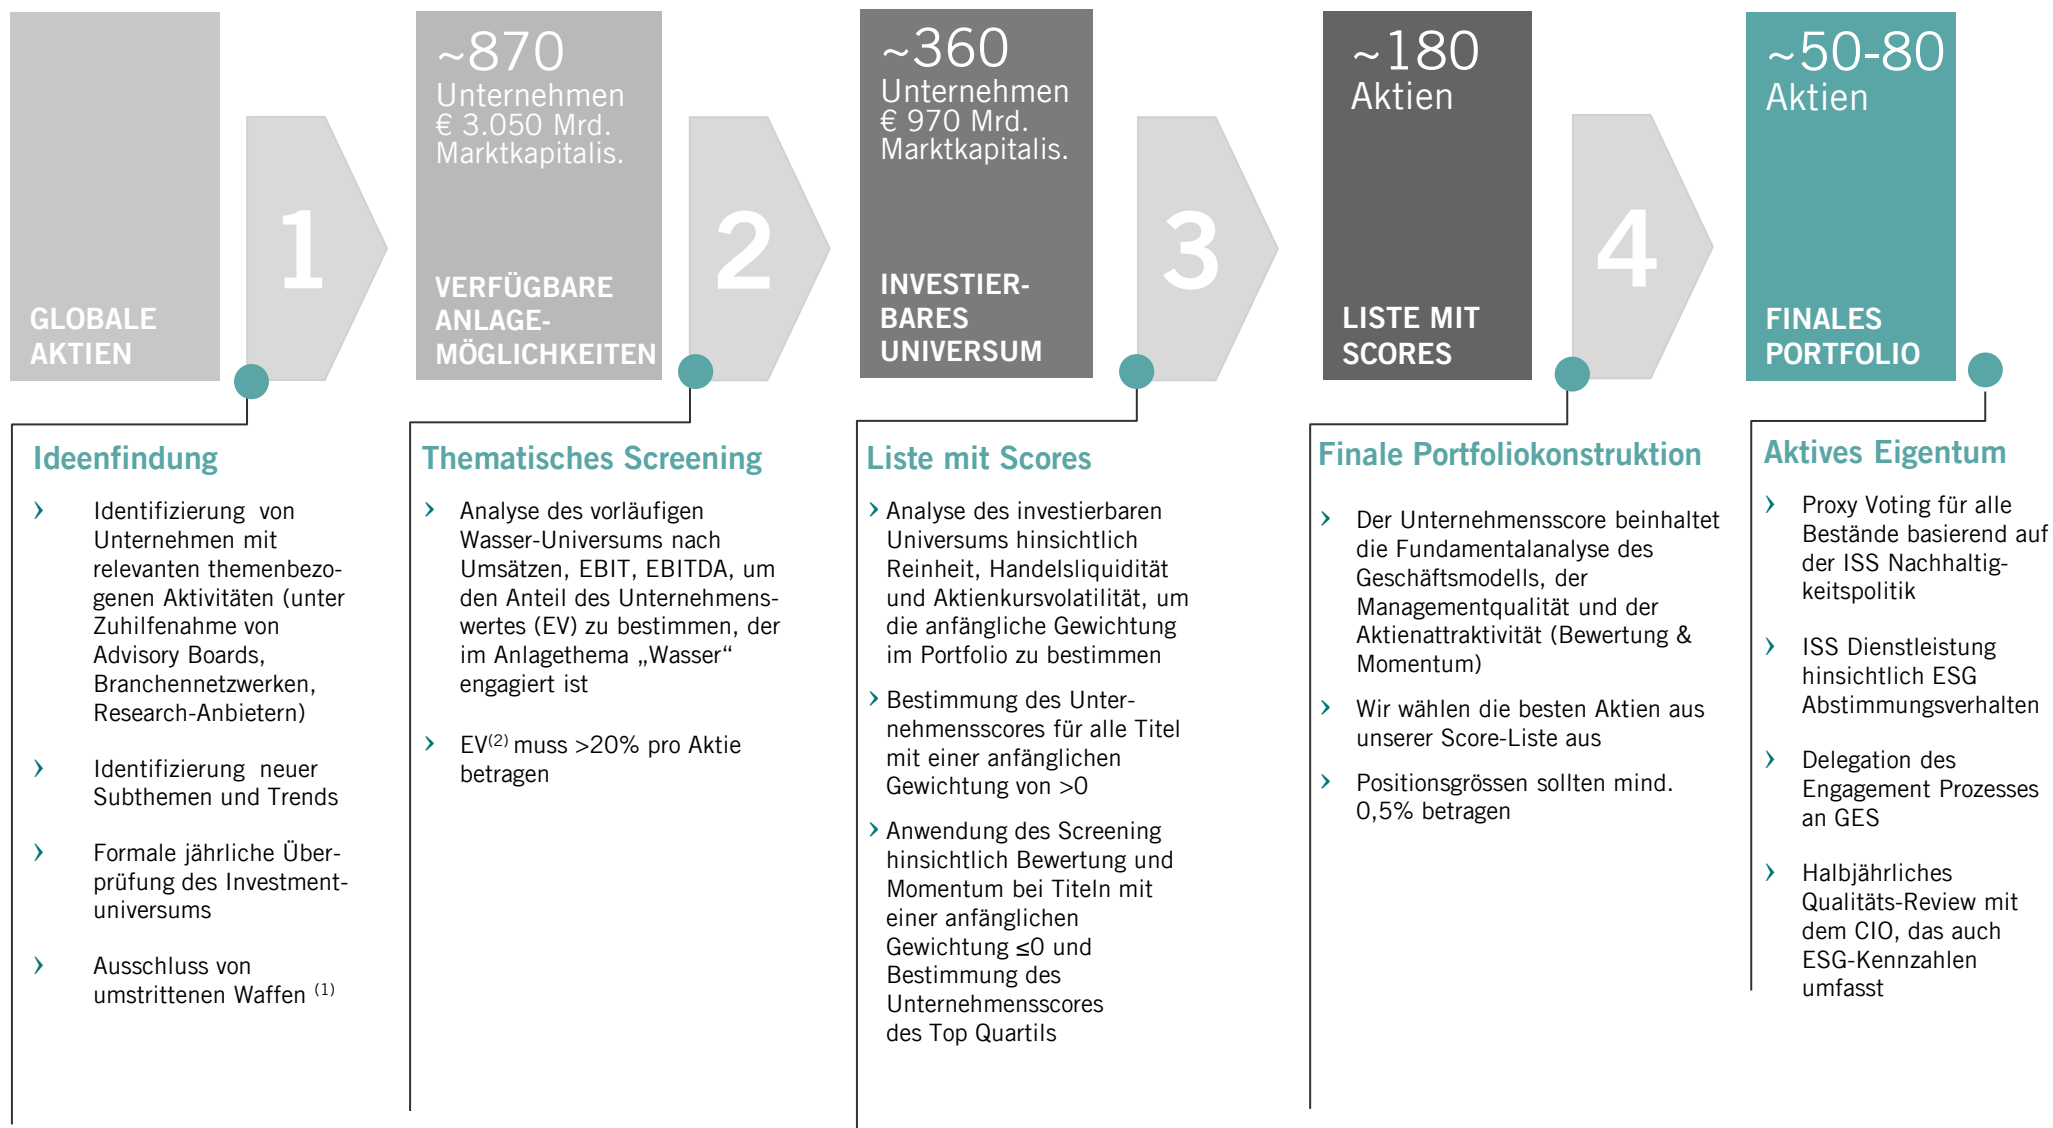 GLOBALE
AKTIEN
1
~870
Unternehmen
€ 3.050 Mrd.
Marktkapitalis.
VERFÜGBARE
ANLAGE-
MÖGLICHKEITEN
2
~360
Unternehmen
€ 970 Mrd.
Marktkapitalis.
INVESTIER-
BARES
UNIVERSUM
3
~180
Aktien
LISTE MIT
SCORES
4
~50-80
Aktien
FINALES
PORTFOLIO
Ideenfindung
› Identifizierung von
Unternehmen mit
relevanten themenbezo-
genen Aktivitäten (unter
Zuhilfenahme von
Advisory Boards,
Branchennetzwerken,
Research-Anbietern)
› Identifizierung neuer
Subthemen und Trends
› Formale jährliche Über-
prüfung des Investment-
universums
› Ausschluss von
umstrittenen Waffen (1)
Thematisches Screening
› Analyse des vorläufigen
Wasser-Universums nach
Umsätzen, EBIT, EBITDA, um
den Anteil des Unternehmens-
wertes (EV) zu bestimmen, der
im Anlagethema „Wasser“
engagiert ist
› EV(2) muss >20% pro Aktie
betragen
Liste mit Scores
› Analyse des investierbaren
Universums hinsichtlich
Reinheit, Handelsliquidität
und Aktienkursvolatilität, um
die anfängliche Gewichtung
im Portfolio zu bestimmen
› Bestimmung des Unter-
nehmensscores für alle Titel
mit einer anfänglichen
Gewichtung von >0
› Anwendung des Screening
hinsichtlich Bewertung und
Momentum bei Titeln mit
einer anfänglichen
Gewichtung ≤0 und
Bestimmung des
Unternehmensscores
des Top Quartils
Finale Portfoliokonstruktion
› Der Unternehmensscore beinhaltet
die Fundamentalanalyse des
Geschäftsmodells, der
Managementqualität und der
Aktienattraktivität (Bewertung &
Momentum)
› Wir wählen die besten Aktien aus
unserer Score-Liste aus
› Positionsgrössen sollten mind.
0,5% betragen
Aktives Eigentum
› Proxy Voting für alle
Bestände basierend auf
der ISS Nachhaltig-
keitspolitik
› ISS Dienstleistung
hinsichtlich ESG
Abstimmungsverhalten
› Delegation des
Engagement Prozesses
an GES
› Halbjährliches
Qualitäts-Review mit
dem CIO, das auch
ESG-Kennzahlen
umfasst